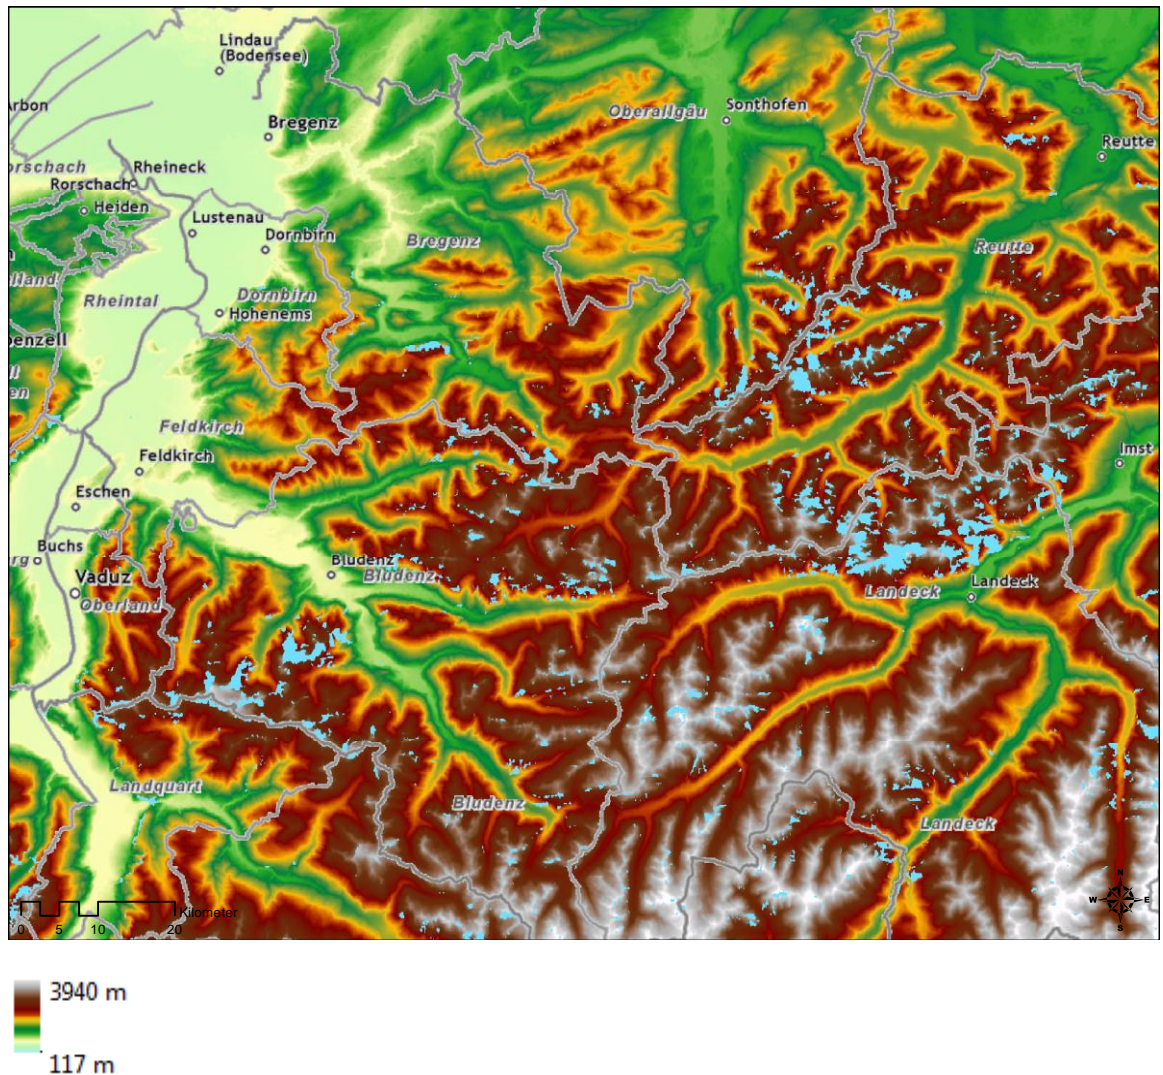 Lindau
(Bodensee)
Arbon
Oberallgäu
Sonthofen
Bregenz
Reutte
Rorschach
Rheineck
Rorschach
Heiden
Lustenau
Dornbirn
Bregenz
Reutte
Rheintal
Dornbirn
Hohenems
Feldkirch
Feldkirch
Imst
Eschen
Buchs
Bludenz
Bludenz
Vaduz
Oberland
Landeck
Landeck
Landquart
Bludenz
Landeck
N
W
E
S
Kilometer
0 5 10 20
3940 m
117 m